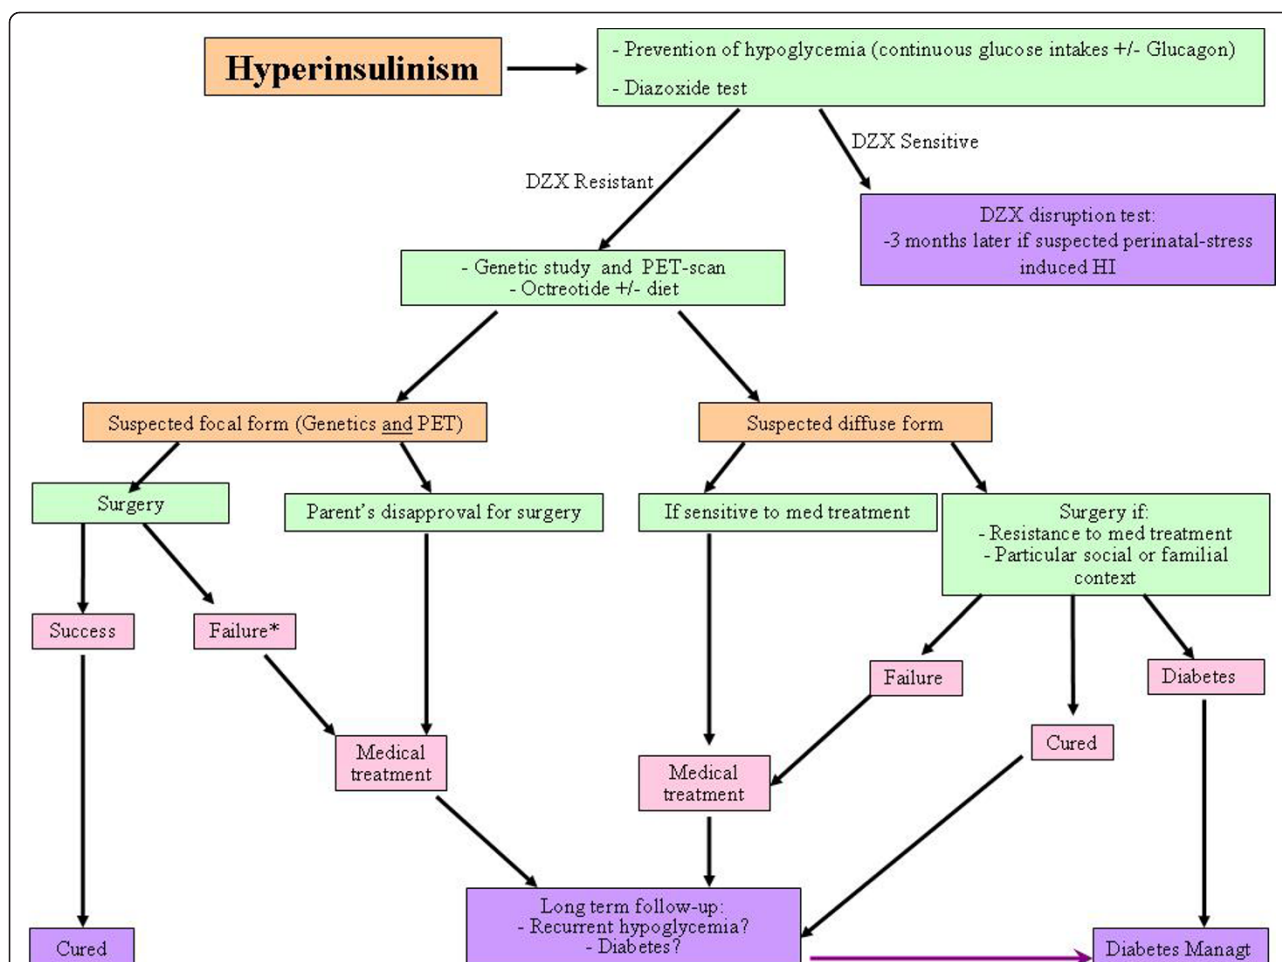 Hyperinsulinism
- Prevention of hypoglycemia (continuous glucose intakes +/- Glucagon)
- Diazoxide test
DZX Sensitive
DZX Resistant
DZX disruption test:
-3 months later if suspected perinatal-stress
induced HI
- Genetic study and PET-scan
- Octreotide +/- diet
Suspected focal form (Genetics and PET)
Suspected diffuse form
Surgery
Parent's disapproval for surgery
If sensitive to med treatment
Surgery if:
- Resistance to med treatment
- Particular social or familial
context
Success
Failure*
Failure
Diabetes
Medical
treatment
Cured
Medical
treatment
Long term follow-up:
- Recurrent hypoglycemia?
- Diabetes?
Cured
Diabetes Managt